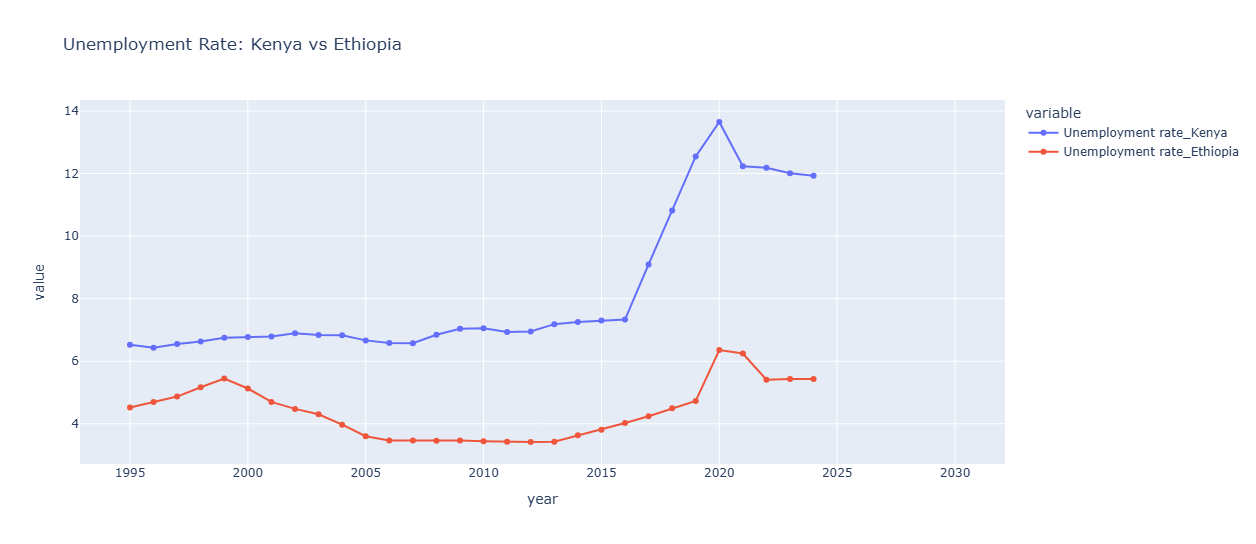 Unemployment Rate: Kenya vs Ethiopia
variable
Unemployment rate_Kenya
Unemployment rate_Ethiopia
value
14
12
10
8
6
4
1995 2000 2005 2010 2015 2020 2025 2030
year